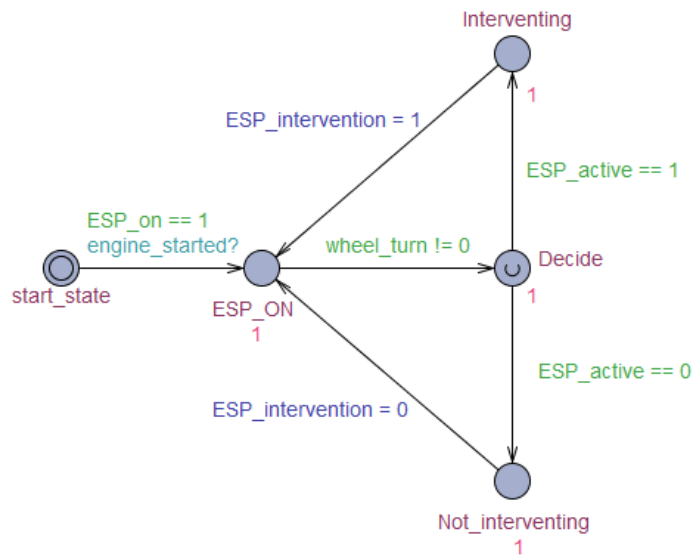 Interventing
1
ESP_intervention = 1
ESP_active == 1
ESP_on == 1
engine_started?
wheel_turn != 0
Decide
start_state
ESP_ON
1
1
ESP_active == 0
ESP_intervention = 0
Not_interventing
1